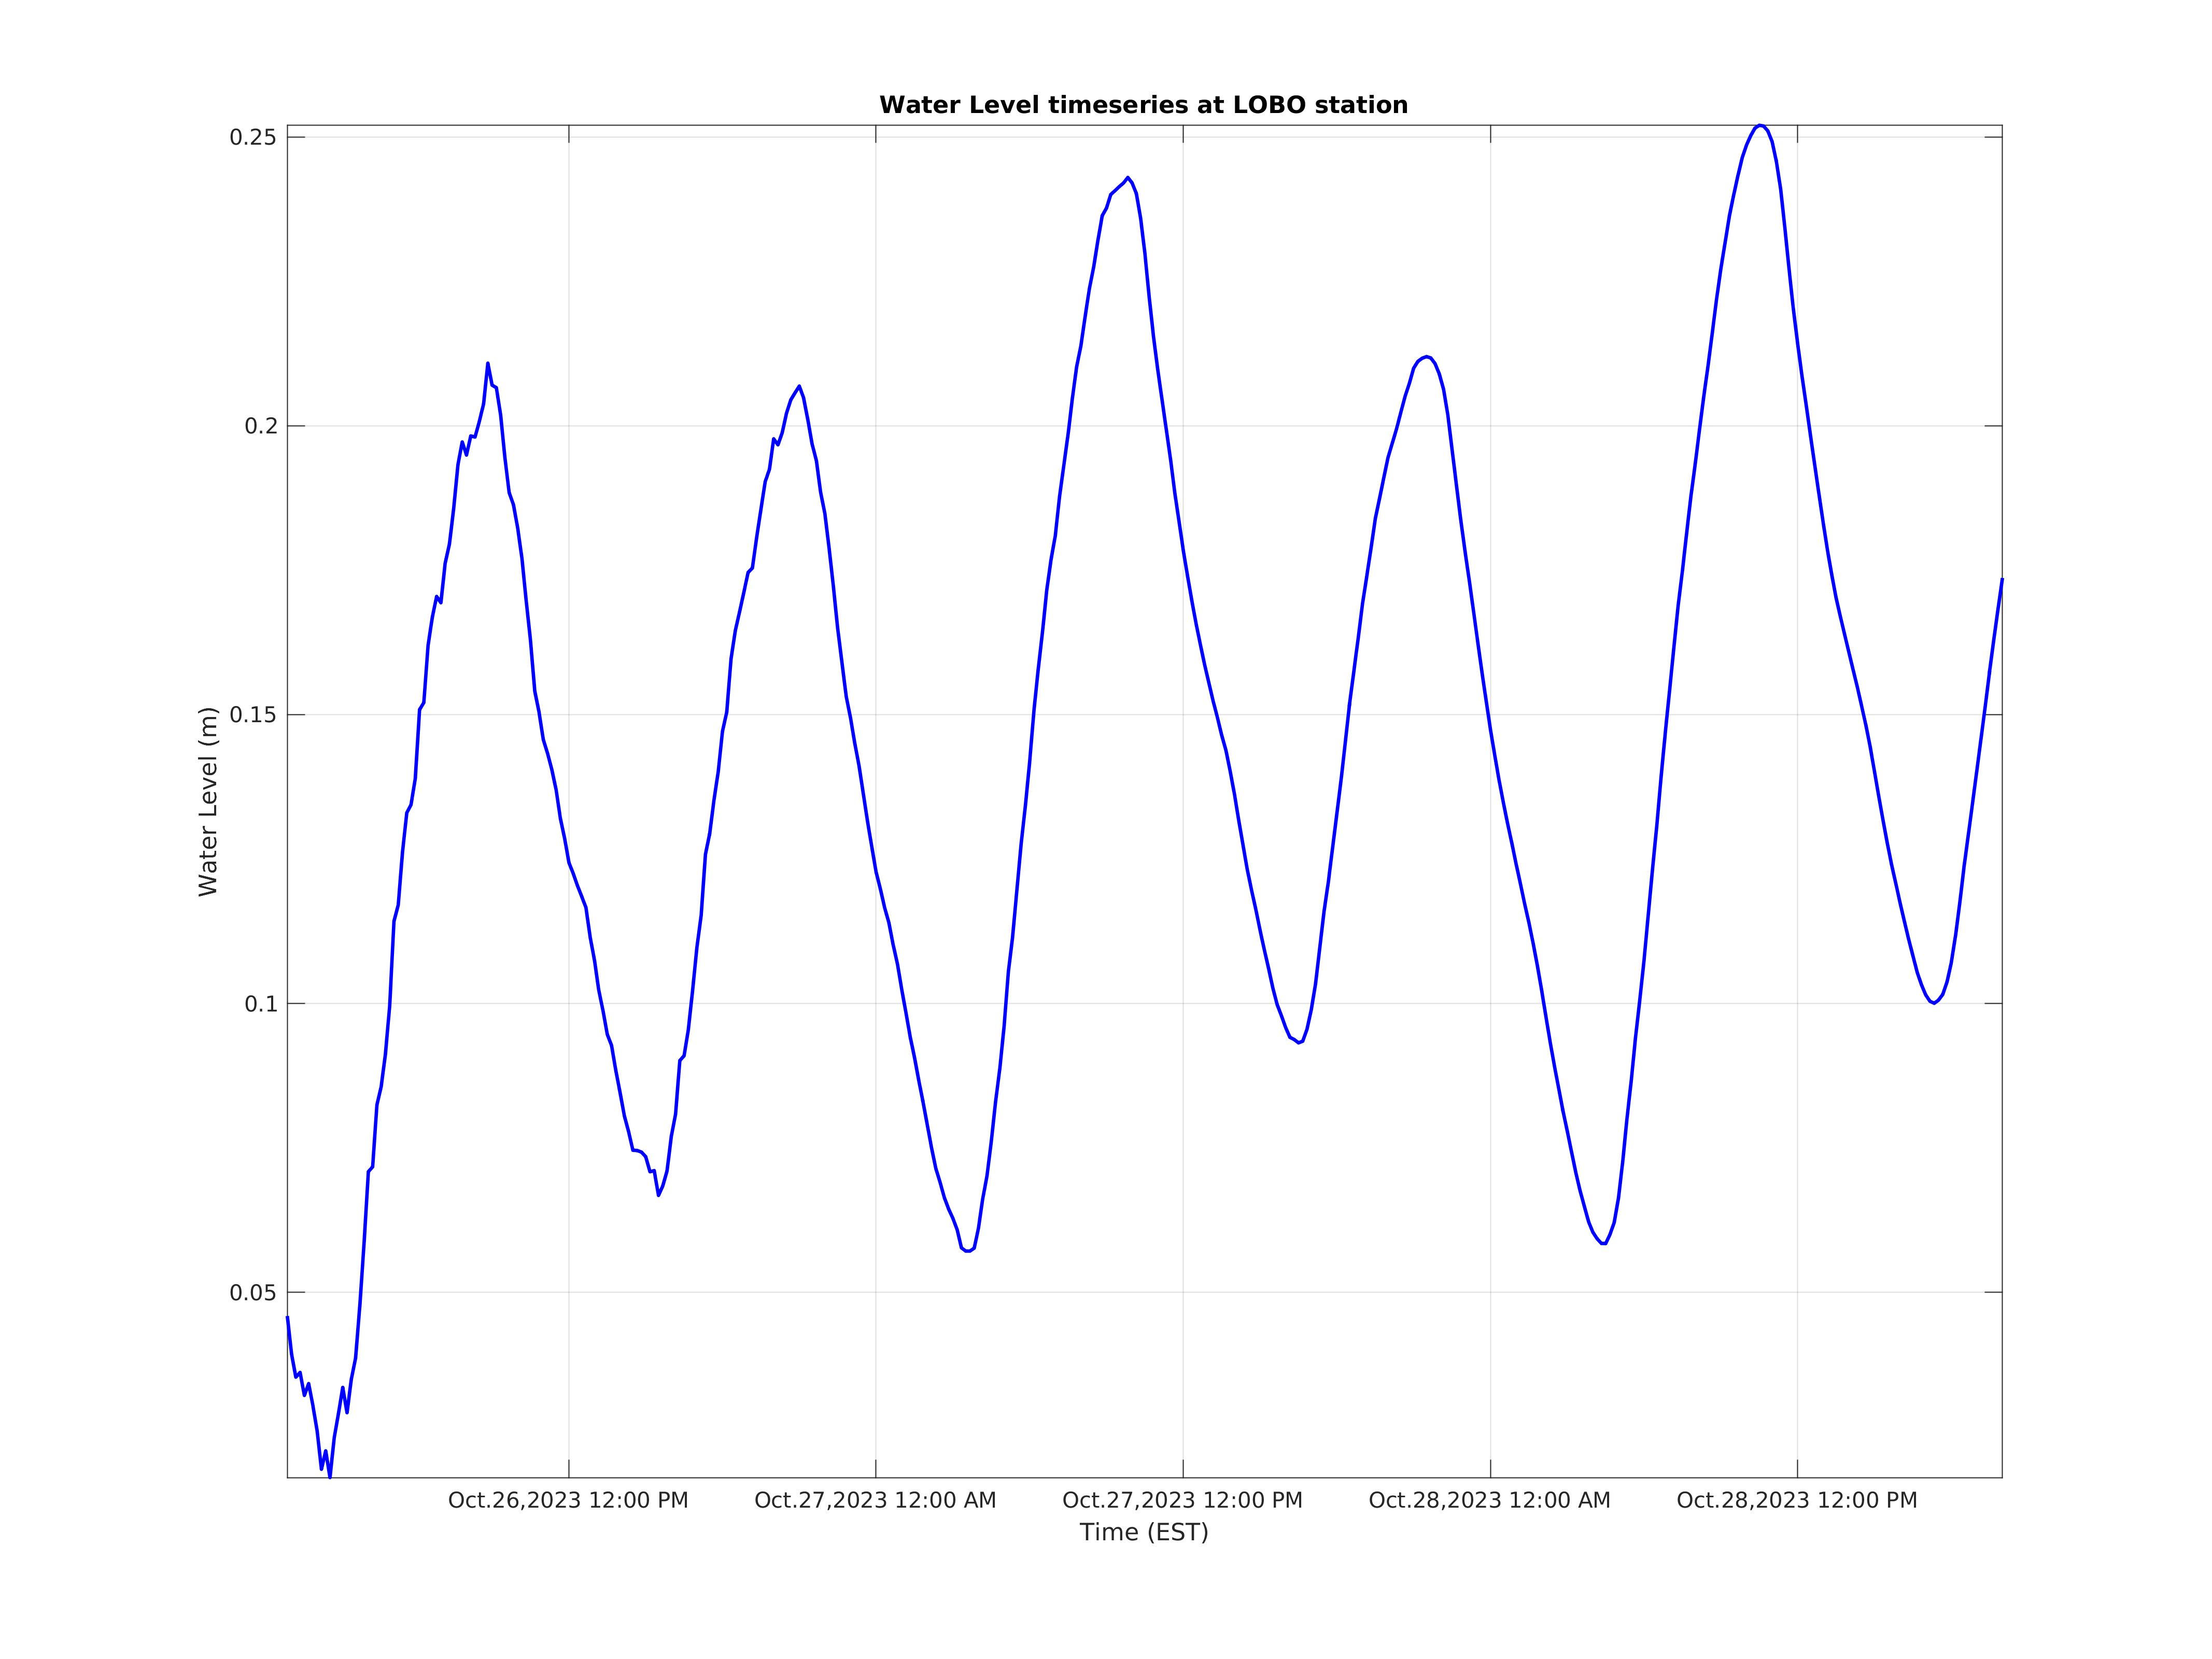 Water Level timeseries at LOBO station
0.25
0.2
0.15
0.1
0.05
Water Level (m)
Oct.26,2023 12:00 PM
Oct.27,2023 12:00 AM
Oct.27,2023 12:00 PM
Oct.28,2023 12:00 AM
Oct.28,2023 12:00 PM
Time (EST)